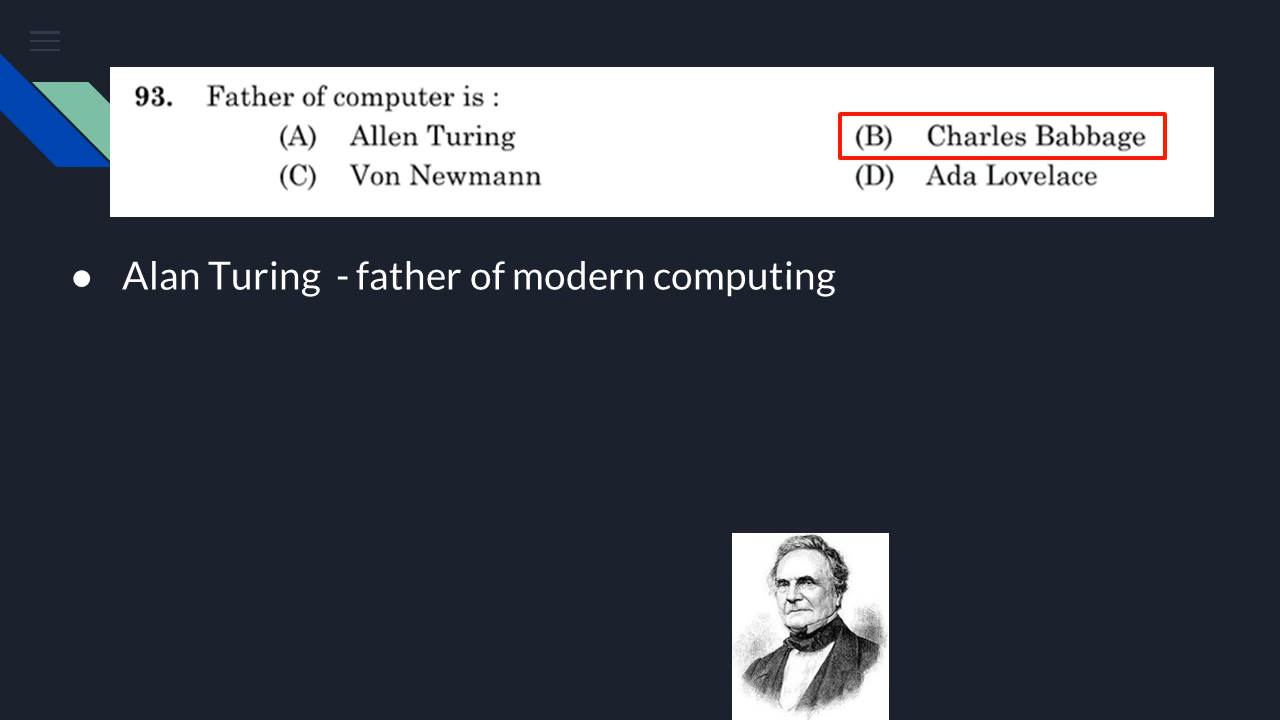 93. Father of computer is :
(A) Allen Turing (B) Charles Babbage
(C) Von Newmann (D) Ada Lovelace
● Alan Turing - father of modern computing